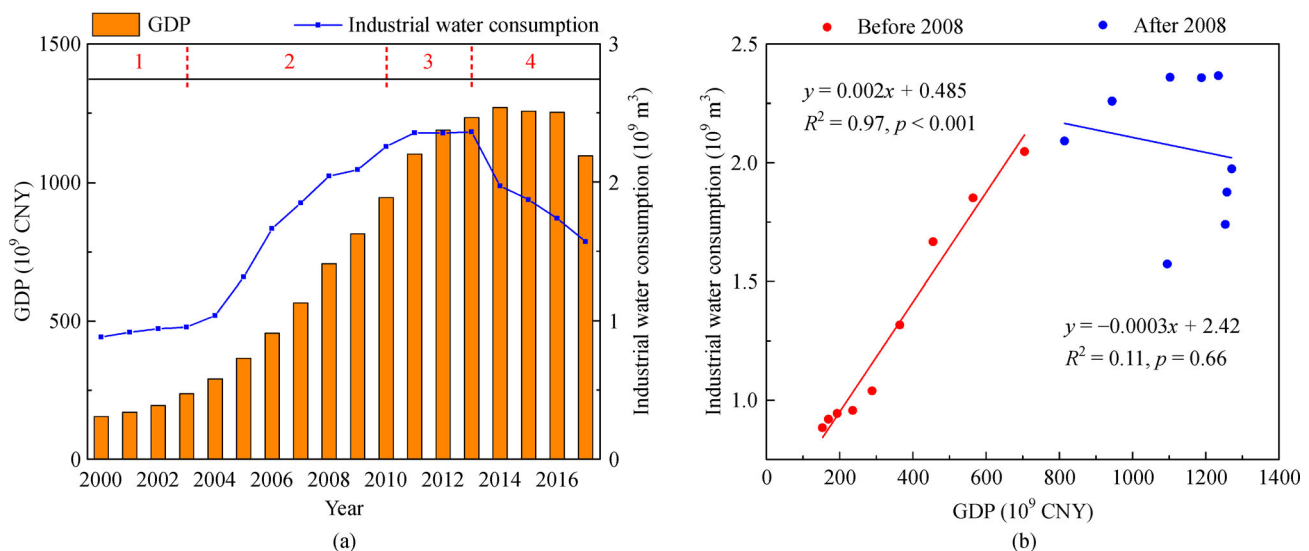 GDP
Industrial water consumption
1500
1000
500
0
GDP (10⁹ CNY)
1
2
3
4
3
2
1
0
Industrial water consumption (10⁹ m³)
2000 2002 2004 2006 2008 2010 2012 2014 2016
Year
(a)
Before 2008
After 2008
2.5
2.0
1.5
1.0
Industrial water consumption (10⁹ m³)
y = 0.002x + 0.485
R² = 0.97, p < 0.001
y = −0.0003x + 2.42
R² = 0.11, p = 0.66
0 200 400 600 800 1000 1200 1400
GDP (10⁹ CNY)
(b)